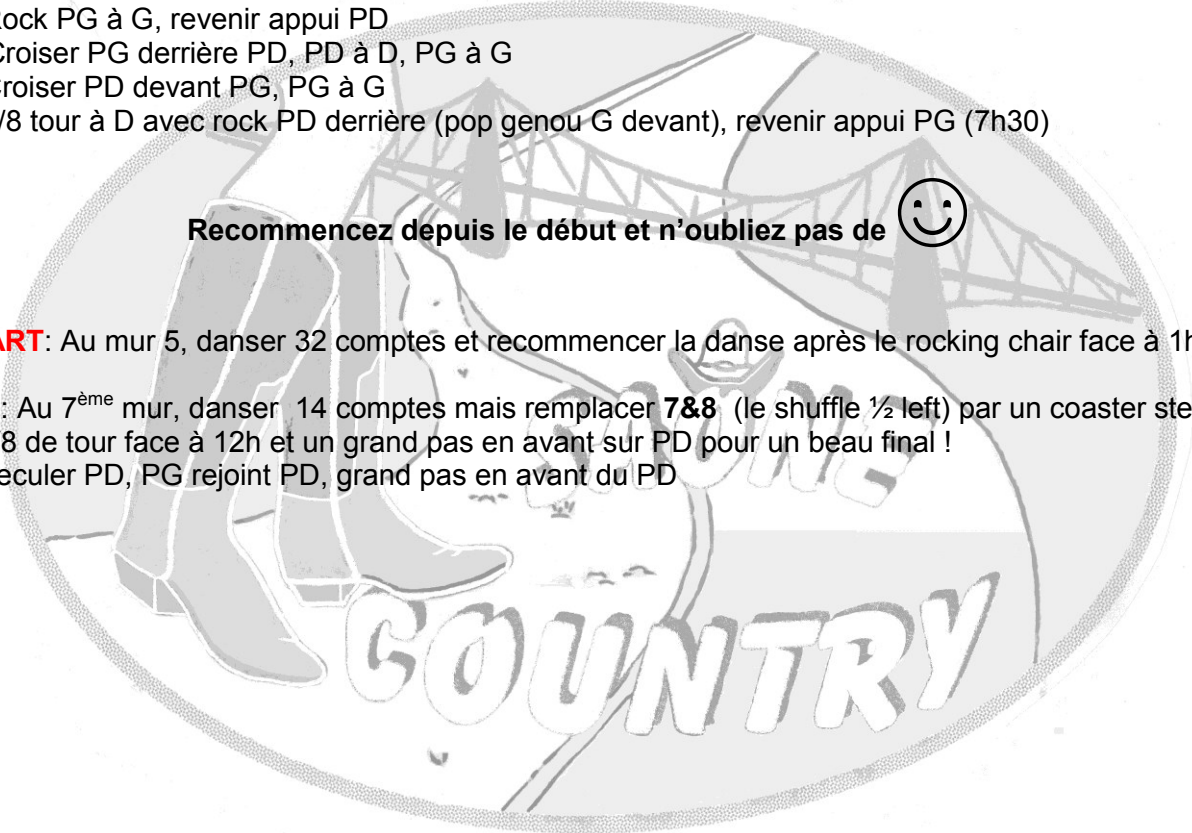 ock PG à G, revenir appui PD
Croiser PG derrière PD, PD à D, PG à G
Croiser PD devant PG, PG à G
/8 tour à D avec rock PD derrière (pop genou G devant), revenir appui PG (7h30)
Recommencez depuis le début et n’oubliez pas de
ART: Au mur 5, danser 32 comptes et recommencer la danse après le rocking chair face à 1h
: Au 7ème mur, danser 14 comptes mais remplacer 7&8 (le shuffle ½ left) par un coaster ste
8 de tour face à 12h et un grand pas en avant sur PD pour un beau final !
eculer PD, PG rejoint PD, grand pas en avant du PD
SAÔNE
COUNTRY